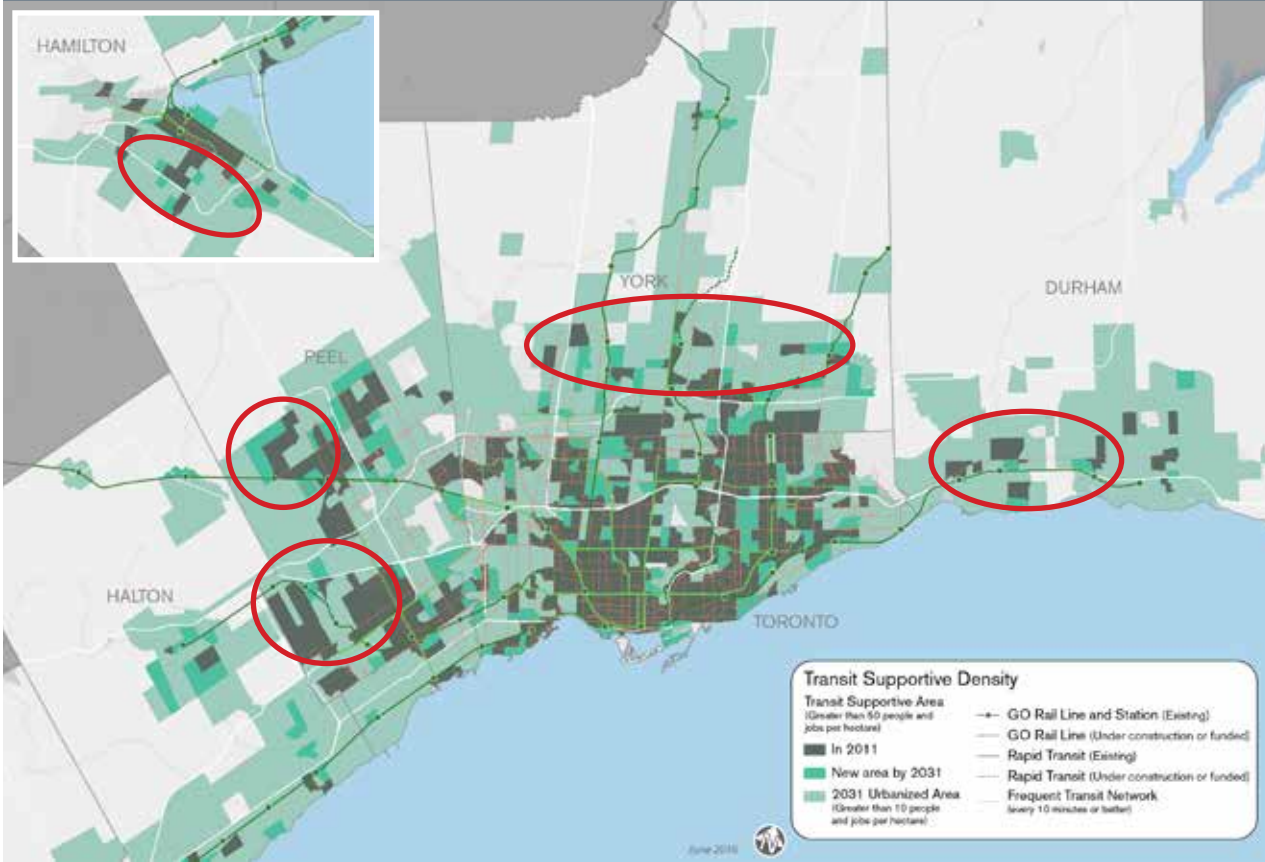 HAMILTON
YORK
DURHAM
PEEL
HALTON
TORONTO
Transit Supportive Density
Transit Supportive Area
(Greater than 50 people and
jobs per hectare)
In 2011
New area by 2031
2031 Urbanized Area
(Greater than 10 people
and jobs per hectare)
GO Rail Line and Station (Existing)
GO Rail Line (Under construction or funded)
Rapid Transit (Existing)
Rapid Transit (Under construction or funded)
Frequent Transit Network
(every 10 minutes or better)
June 2016